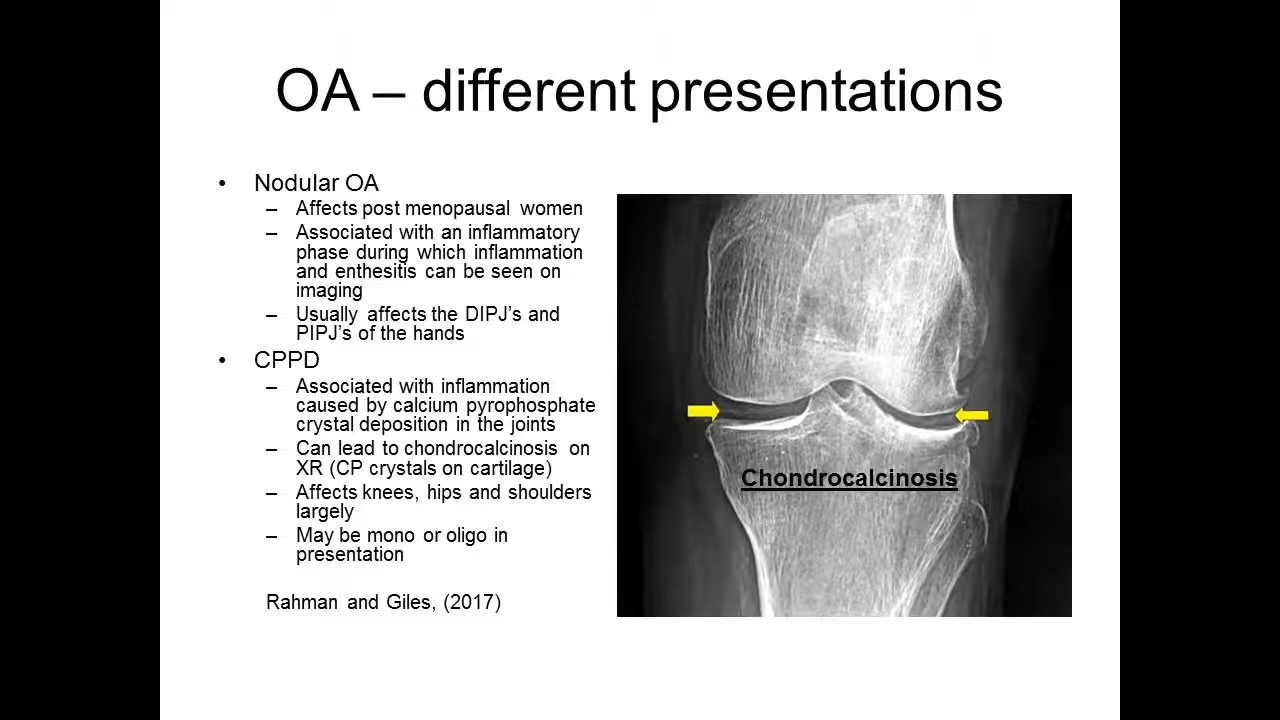 OA – different presentations
• Nodular OA
– Affects post menopausal women
– Associated with an inflammatory
phase during which inflammation
and enthesitis can be seen on
imaging
– Usually affects the DIPJ's and
PIPJ's of the hands
• CPPD
– Associated with inflammation
caused by calcium pyrophosphate
crystal deposition in the joints
– Can lead to chondrocalcinosis on
XR (CP crystals on cartilage)
– Affects knees, hips and shoulders
largely
– May be mono or oligo in
presentation
Rahman and Giles, (2017)
Chondrocalcinosis